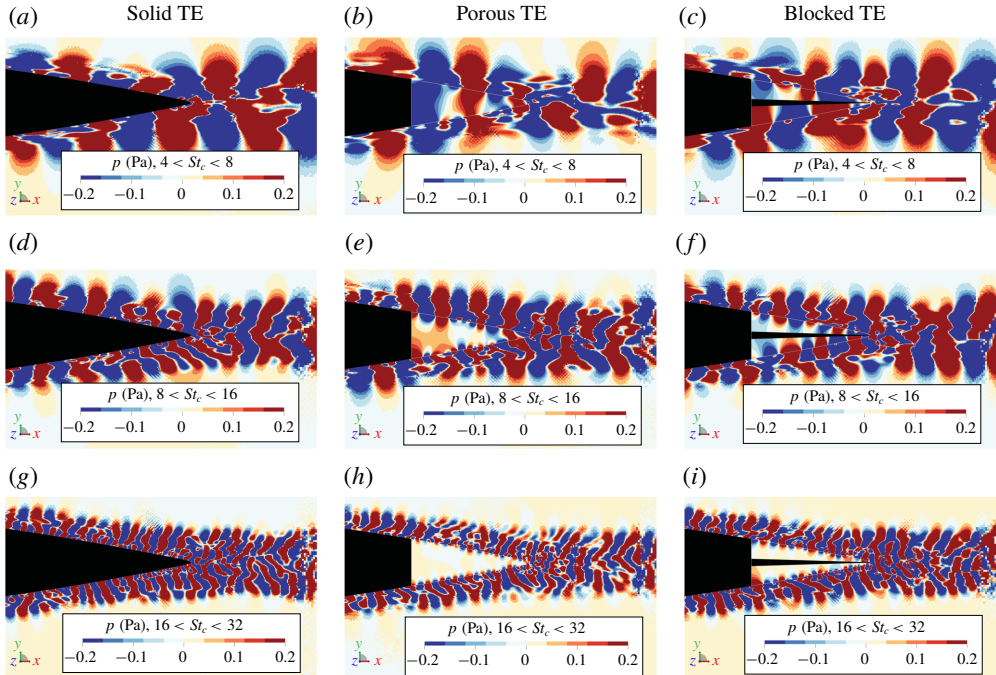 (a) Solid TE (b) Porous TE (c) Blocked TE
p (Pa), 4 < St_c < 8 p (Pa), 4 < St_c < 8 p (Pa), 4 < St_c < 8
−0.2 −0.1 0 0.1 0.2 −0.2 −0.1 0 0.1 0.2 −0.2 −0.1 0 0.1 0.2
y y y
z x z x z x
(d) (e) (f)
p (Pa), 8 < St_c < 16 p (Pa), 8 < St_c < 16 p (Pa), 8 < St_c < 16
−0.2 −0.1 0 0.1 0.2 −0.2 −0.1 0 0.1 0.2 −0.2 −0.1 0 0.1 0.2
y y y
z x z x z x
(g) (h) (i)
p (Pa), 16 < St_c < 32 p (Pa), 16 < St_c < 32 p (Pa), 16 < St_c < 32
y y y
−0.2 −0.1 0 0.1 0.2 −0.2 −0.1 0 0.1 0.2 −0.2 −0.1 0 0.1 0.2
z x z x z x